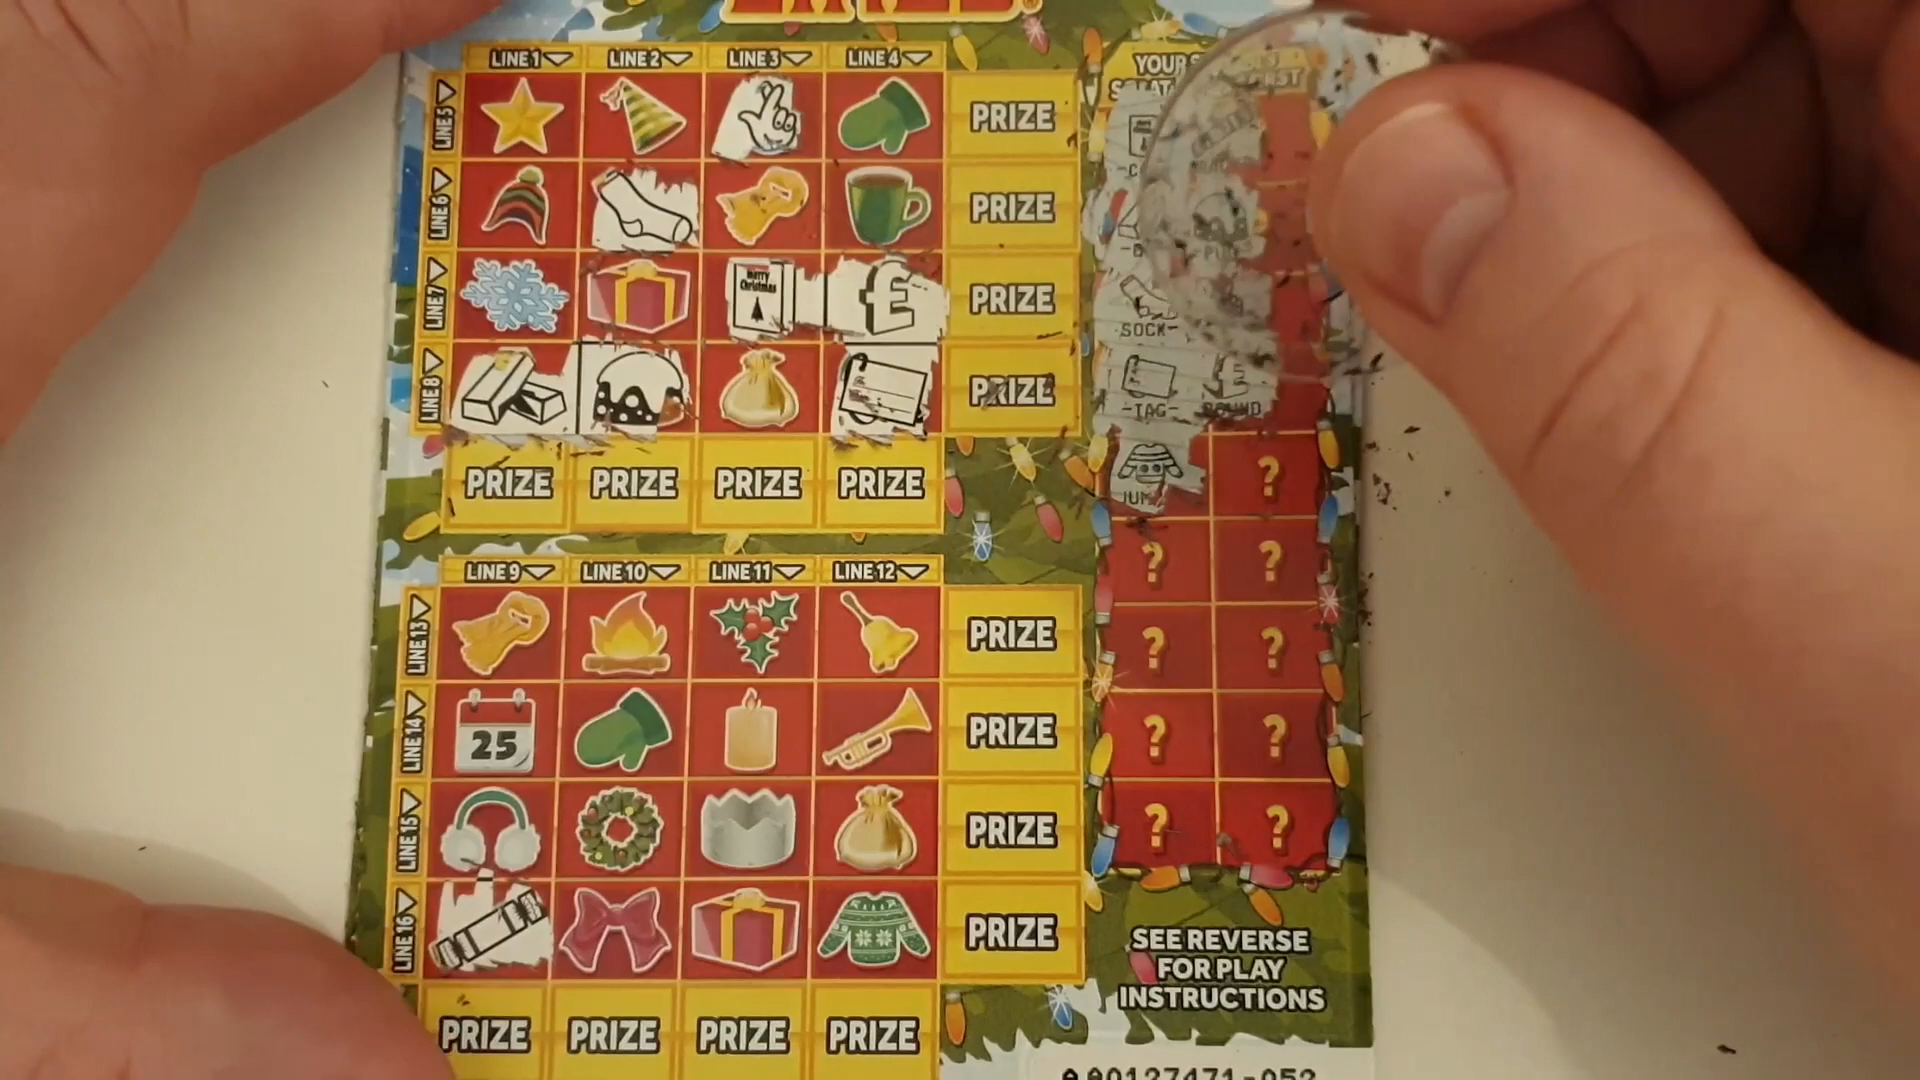 LINE 1 LINE 2 LINE 3 LINE 4
YOUR
LINE 5 PRIZE
LINE 6 PRIZE
LINE 7 Merry Christmas £ PRIZE
SOCK
LINE 8 PRIZE
-TAG- POUND
PRIZE PRIZE PRIZE PRIZE
?
LINE 9 LINE 10 LINE 11 LINE 12
? ?
LINE 13 PRIZE ? ?
LINE 14 25 PRIZE ? ?
LINE 15 PRIZE ? ?
LINE 16 PRIZE
SEE REVERSE
FOR PLAY
INSTRUCTIONS
PRIZE PRIZE PRIZE PRIZE
0127471-052